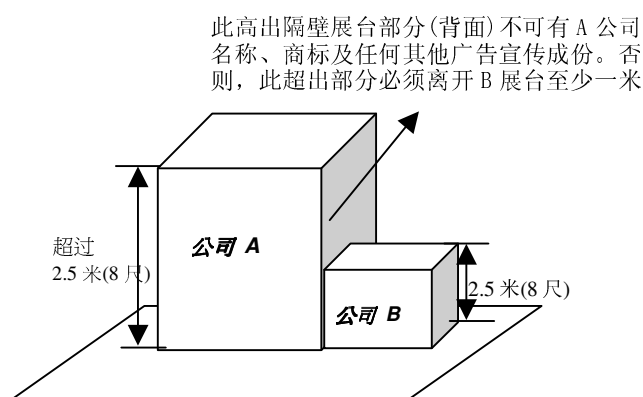 此高出隔壁展台部分(背面)不可有 A 公司
名称、商标及任何其他广告宣传成份。否
则，此超出部分必须离开 B 展台至少一米
超过
2.5 米(8 尺)
公司 A
公司 B
2.5 米(8 尺)